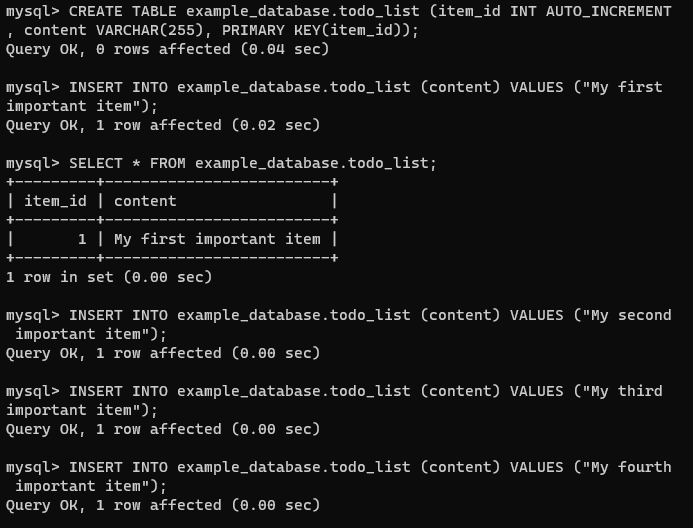 mysql> CREATE TABLE example_database.todo_list (item_id INT AUTO_INCREMENT
, content VARCHAR(255), PRIMARY KEY(item_id));
Query OK, 0 rows affected (0.04 sec)

mysql> INSERT INTO example_database.todo_list (content) VALUES ("My first
important item");
Query OK, 1 row affected (0.02 sec)

mysql> SELECT * FROM example_database.todo_list;
+---------+-------------------------+
| item_id | content                 |
+---------+-------------------------+
|       1 | My first important item |
+---------+-------------------------+
1 row in set (0.00 sec)

mysql> INSERT INTO example_database.todo_list (content) VALUES ("My second
 important item");
Query OK, 1 row affected (0.00 sec)

mysql> INSERT INTO example_database.todo_list (content) VALUES ("My third
important item");
Query OK, 1 row affected (0.00 sec)

mysql> INSERT INTO example_database.todo_list (content) VALUES ("My fourth
 important item");
Query OK, 1 row affected (0.00 sec)